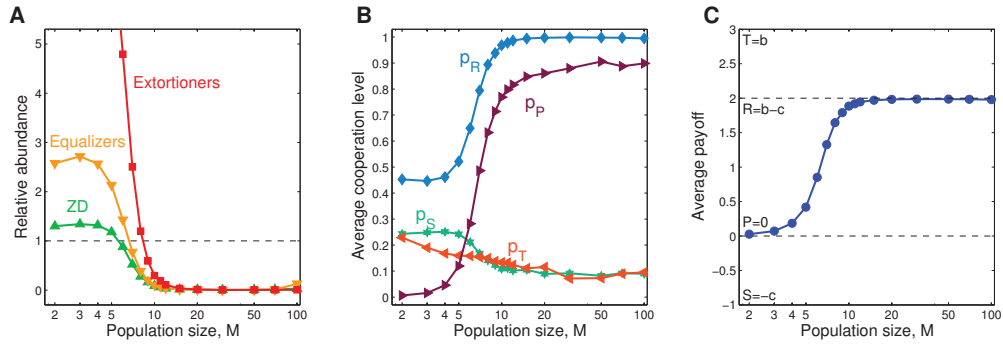 A
Relative abundance
5
4
3
2
1
0
Extortioners
Equalizers
ZD
2 3 4 5 10 20 100
Population size, M
B
Average cooperation level
1
0.9
0.8
0.7
0.6
0.5
0.4
0.3
0.2
0.1
0
pR
pP
pS
pT
2 3 4 5 10 20 100
Population size, M
C
Average payoff
3
2.5
2
1.5
1
0.5
0
−0.5
−1
T=b
R=b−c
P=0
S=−c
2 3 4 5 10 20 100
Population size, M